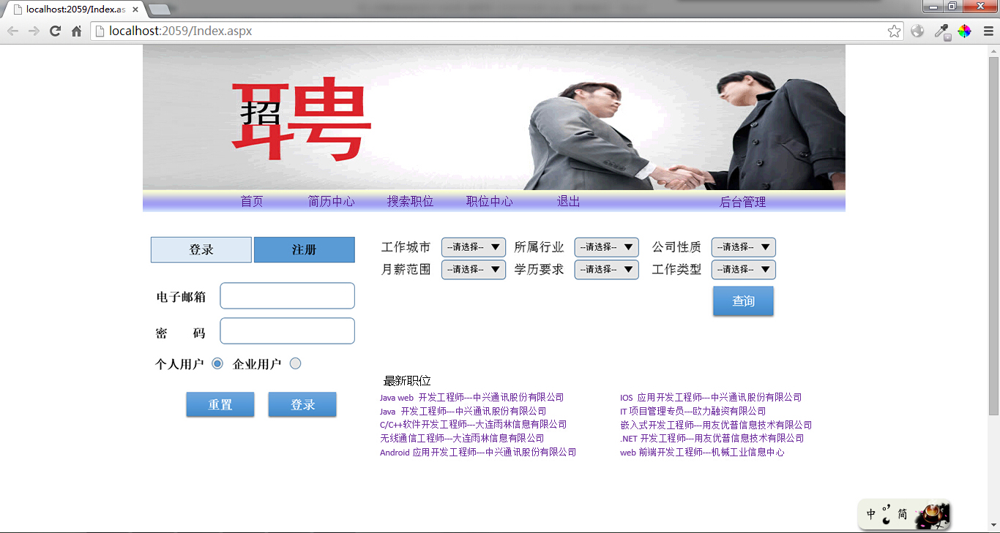 localhost:2059/Index.as
localhost:2059/Index.aspx
招聘
首页 简历中心 搜索职位 职位中心 退出 后台管理
登录 注册
电子邮箱
密 码
个人用户 企业用户
重置 登录
工作城市 --请选择-- 所属行业 --请选择-- 公司性质 --请选择--
月薪范围 --请选择-- 学历要求 --请选择-- 工作类型 --请选择--
查询
最新职位
Java web 开发工程师---中兴通讯股份有限公司
Java 开发工程师---中兴通讯股份有限公司
C/C++软件开发工程师---大连雨林信息有限公司
无线通信工程师---大连雨林信息有限公司
Android 应用开发工程师---中兴通讯股份有限公司
IOS 应用开发工程师---中兴通讯股份有限公司
IT 项目管理专员---欧力融资有限公司
嵌入式开发工程师---用友优普信息技术有限公司
.NET 开发工程师---用友优普信息技术有限公司
web 前端开发工程师---机械工业信息中心
中 简